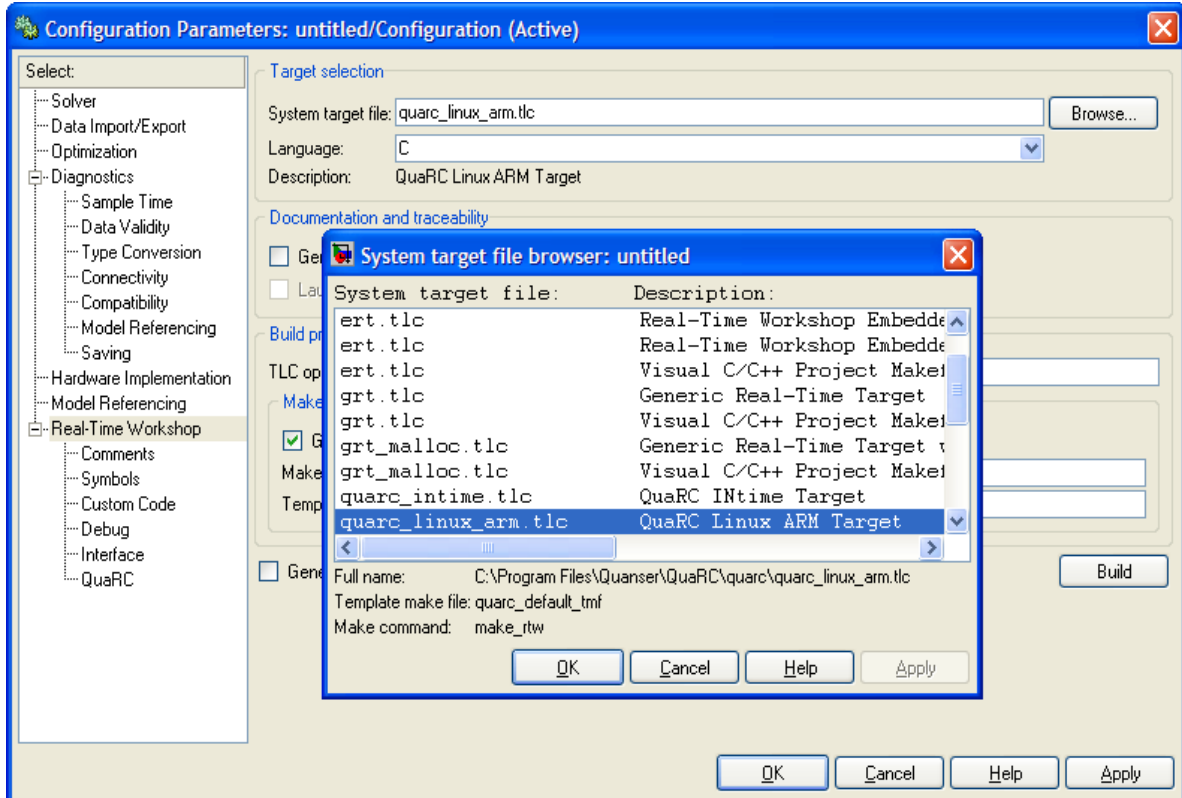 Configuration Parameters: untitled/Configuration (Active)
Select:
Solver
Data Import/Export
Optimization
Diagnostics
Sample Time
Data Validity
Type Conversion
Connectivity
Compatibility
Model Referencing
Saving
Hardware Implementation
Model Referencing
Real-Time Workshop
Comments
Symbols
Custom Code
Debug
Interface
QuaRC
Target selection
System target file: quarc_linux_arm.tlc Browse...
Language: C
Description: QuaRC Linux ARM Target
Documentation and traceability
Ger
Lau
Build pr
TLC op
Make
G
Make
Temp
Gene
Build
System target file browser: untitled
System target file: Description:
ert.tlc Real-Time Workshop Embedde
ert.tlc Real-Time Workshop Embedde
ert.tlc Visual C/C++ Project Makef
grt.tlc Generic Real-Time Target
grt.tlc Visual C/C++ Project Makef
grt_malloc.tlc Generic Real-Time Target
grt_malloc.tlc Visual C/C++ Project Makef
quarc_intime.tlc QuaRC INtime Target
quarc_linux_arm.tlc QuaRC Linux ARM Target
Full name: C:\Program Files\Quanser\QuaRC\quarc\quarc_linux_arm.tlc
Template make file: quarc_default_tmf
Make command: make_rtw
OK Cancel Help Apply
OK Cancel Help Apply